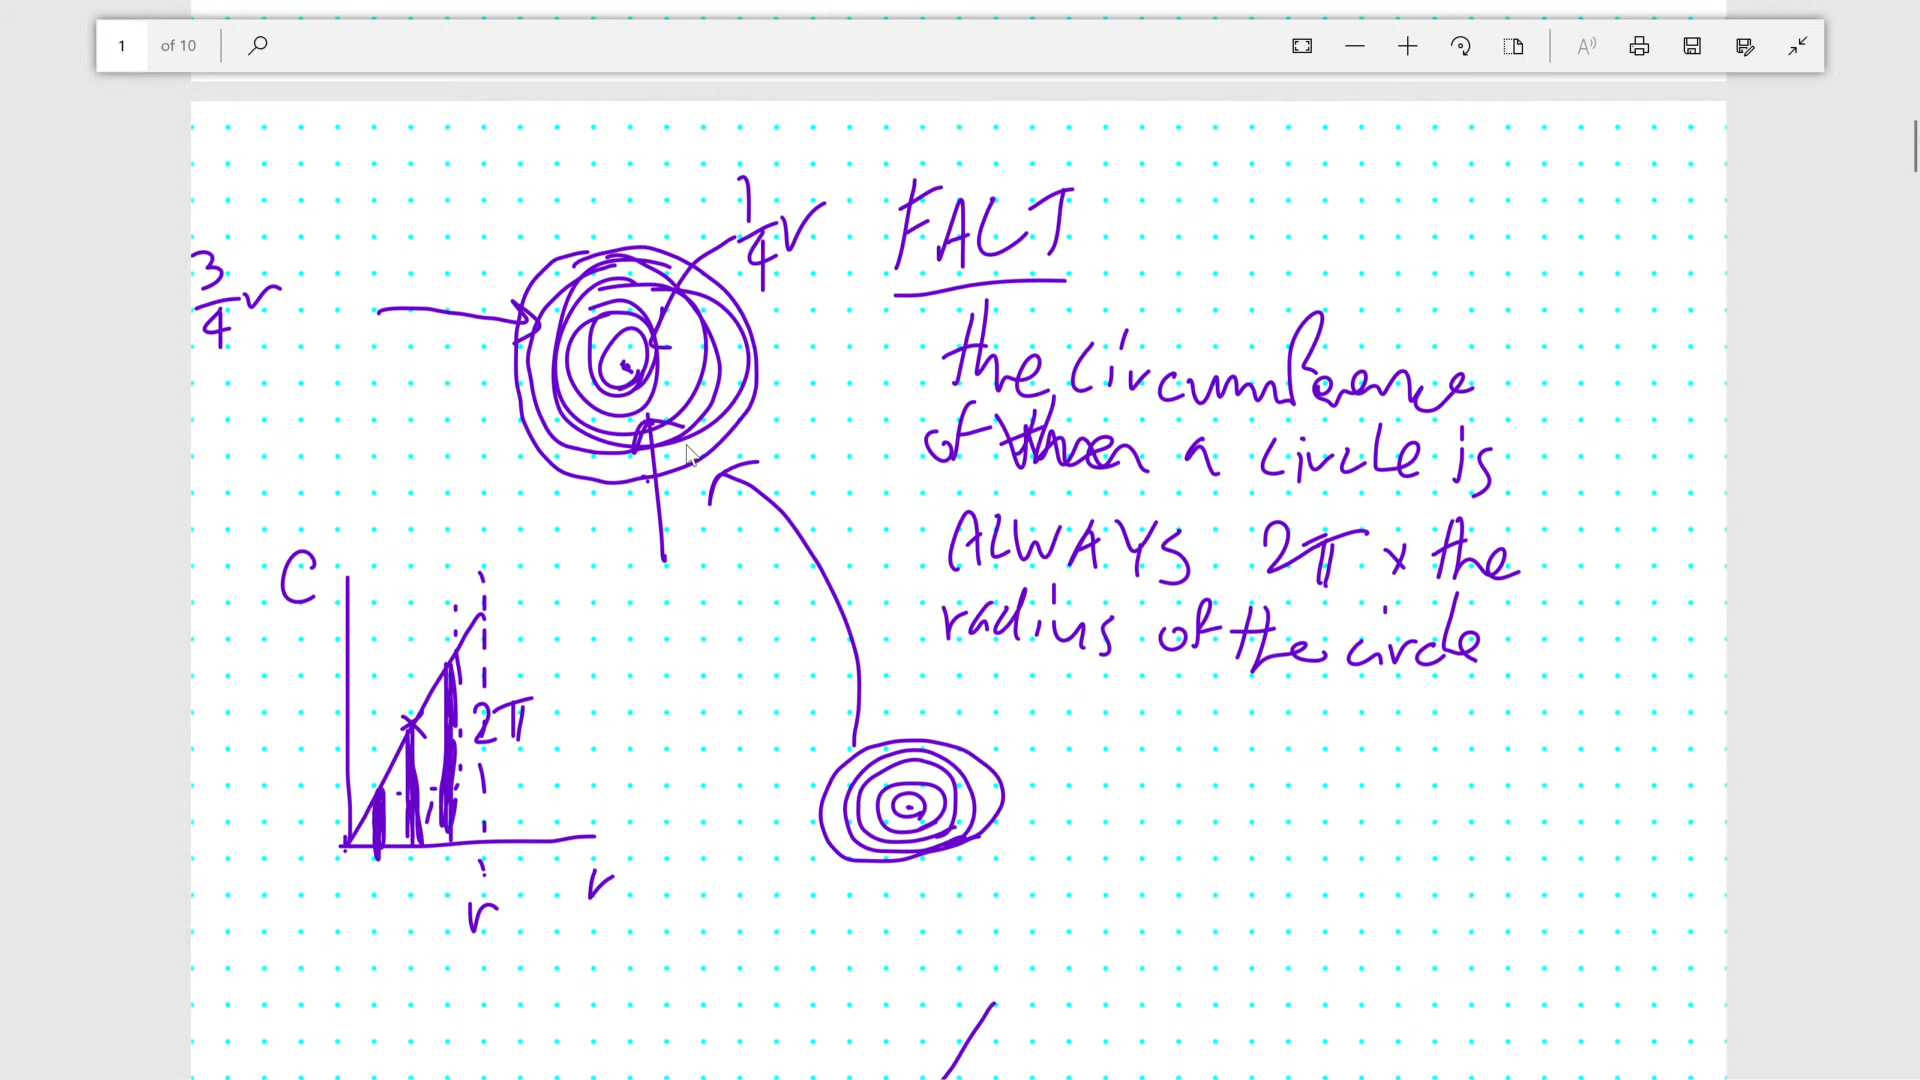 1 of 10
1/4 r
3/4 r
FACT
the circumference
of a circle is
ALWAYS 2π × the
radius of the circle
C
2π
r
r